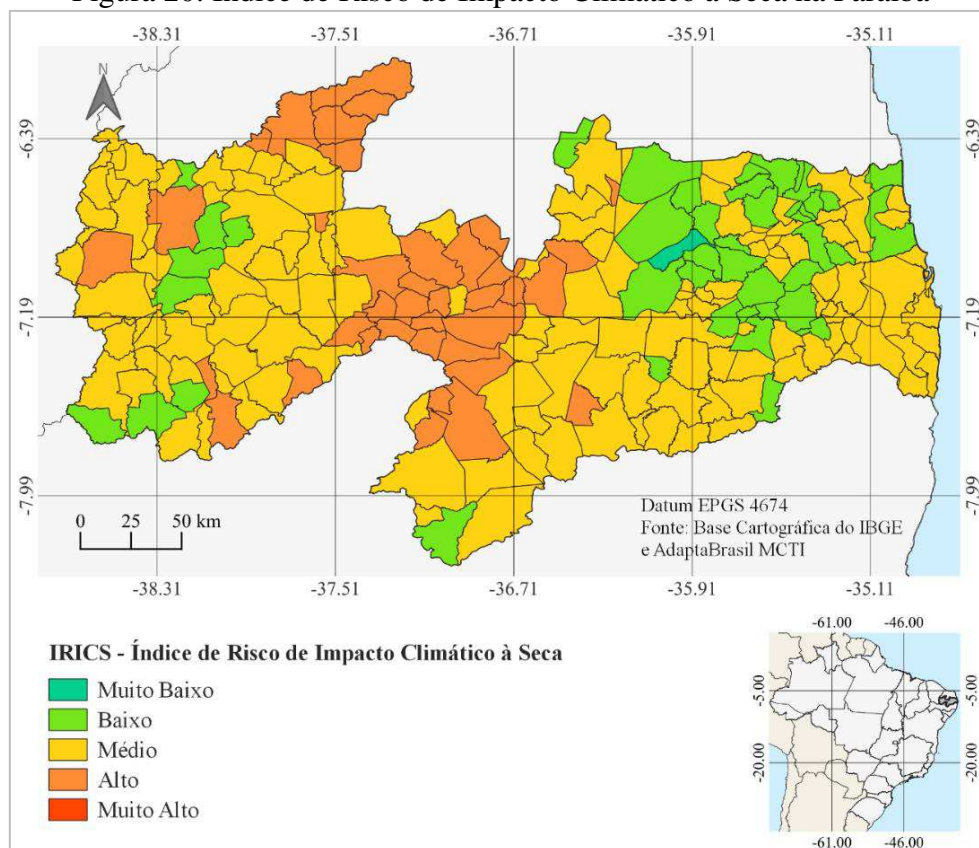 Figura 20: Índice de Risco de Impacto Climático à Seca na Paraíba
-38.31 -37.51 -36.71 -35.91 -35.11
N
-6.39 -6.39
-7.19 -7.19
-7.99 -7.99
0 25 50 km
Datum EPGS 4674
Fonte: Base Cartográfica do IBGE
e AdaptaBrasil MCTI
-38.31 -37.51 -36.71 -35.91 -35.11
IRICS - Índice de Risco de Impacto Climático à Seca
Muito Baixo
Baixo
Médio
Alto
Muito Alto
-61.00 -46.00
-5.00 -5.00
-20.00 -20.00
-61.00 -46.00